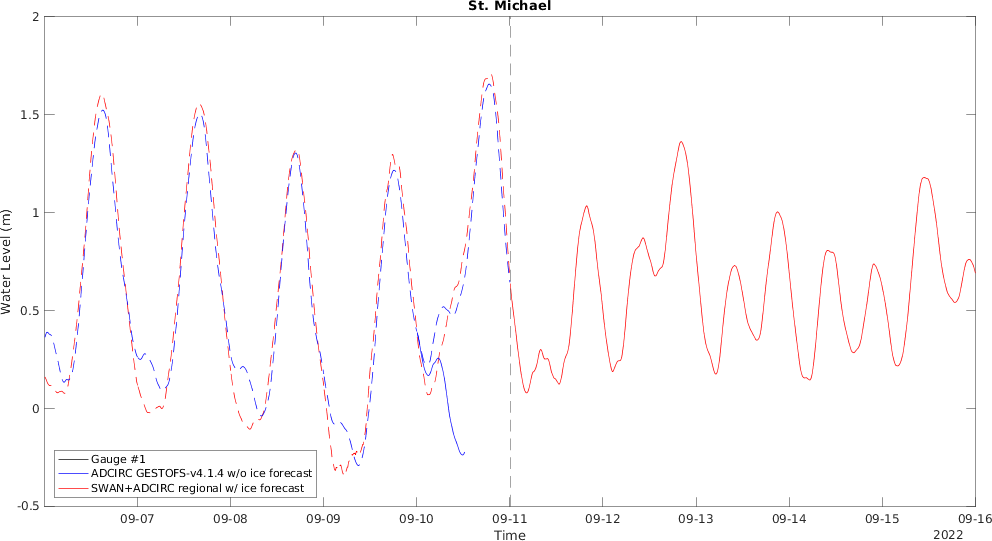 St. Michael
2
1.5
1
0.5
0
-0.5
Water Level (m)
Gauge #1
ADCIRC GESTOFS-v4.1.4 w/o ice forecast
SWAN+ADCIRC regional w/ ice forecast
09-07 09-08 09-09 09-10 09-11 09-12 09-13 09-14 09-15 09-16
Time
2022